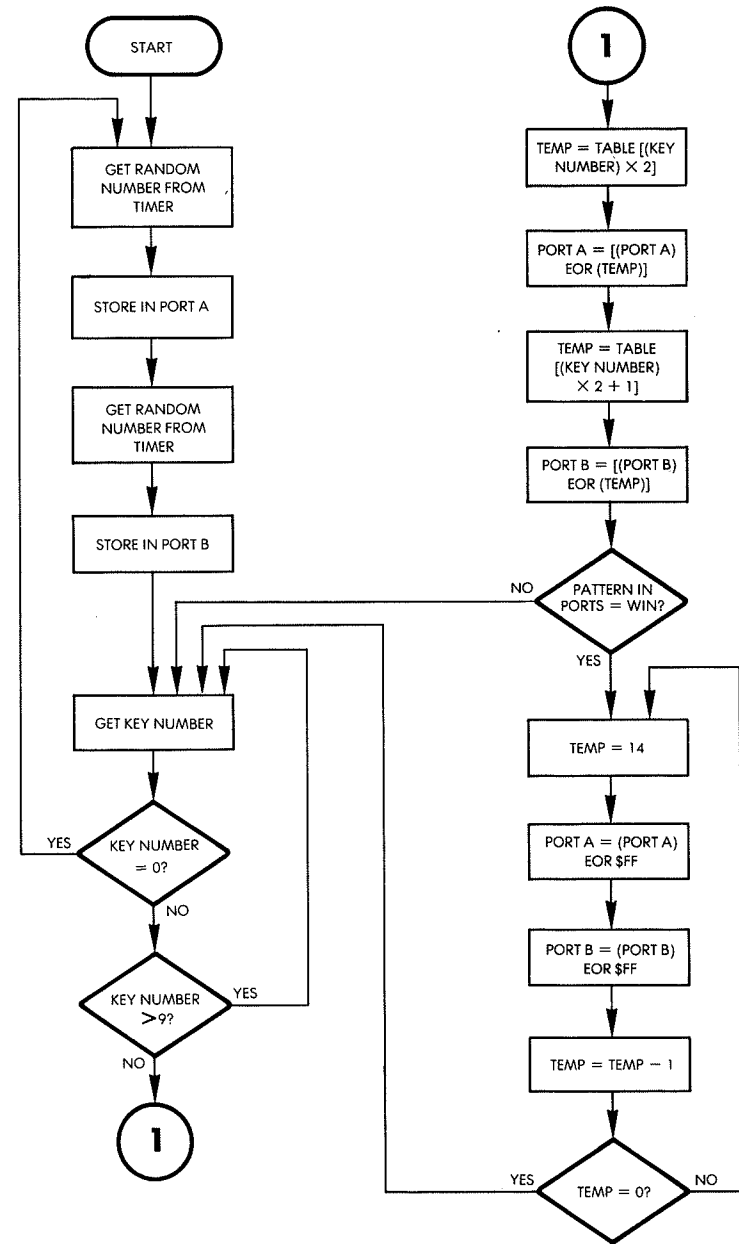 START
GET RANDOM
NUMBER FROM
TIMER
STORE IN PORT A
GET RANDOM
NUMBER FROM
TIMER
STORE IN PORT B
GET KEY NUMBER
KEY NUMBER
= 0?
YES
NO
KEY NUMBER
>9?
YES
NO
1
1
TEMP = TABLE [(KEY
NUMBER) × 2]
PORT A = [(PORT A)
EOR (TEMP)]
TEMP = TABLE
[(KEY NUMBER)
× 2 + 1]
PORT B = [(PORT B)
EOR (TEMP)]
PATTERN IN
PORTS = WIN?
NO
YES
TEMP = 14
PORT A = (PORT A)
EOR $FF
PORT B = (PORT B)
EOR $FF
TEMP = TEMP − 1
TEMP = 0?
YES
NO